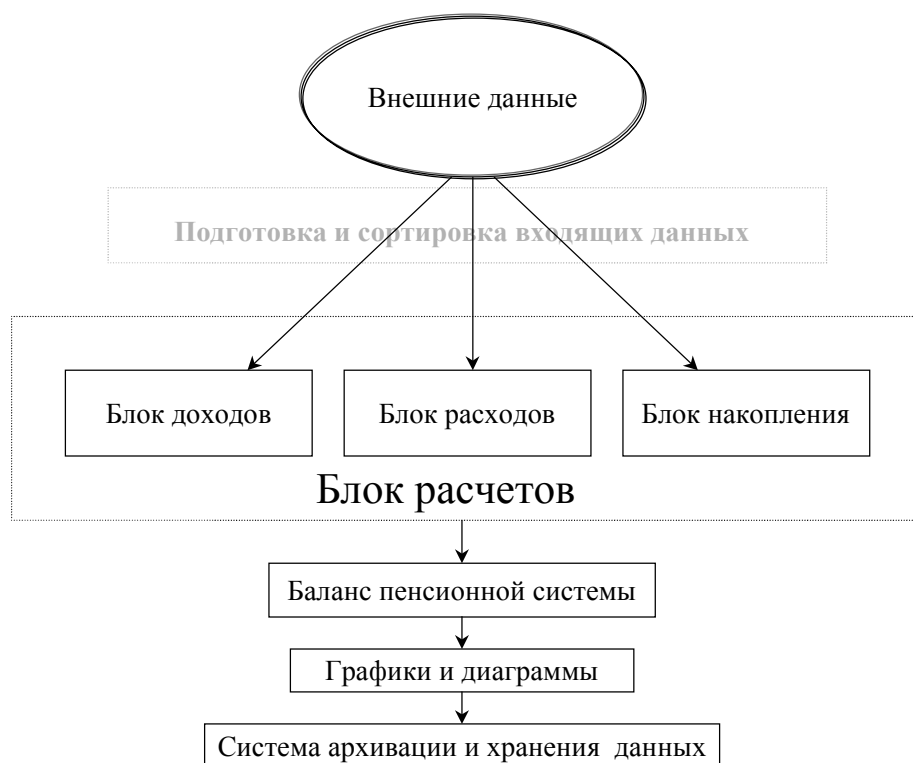 Внешние данные
Подготовка и сортировка входящих данных
Блок доходов
Блок расходов
Блок накопления
Блок расчетов
Баланс пенсионной системы
Графики и диаграммы
Система архивации и хранения данных